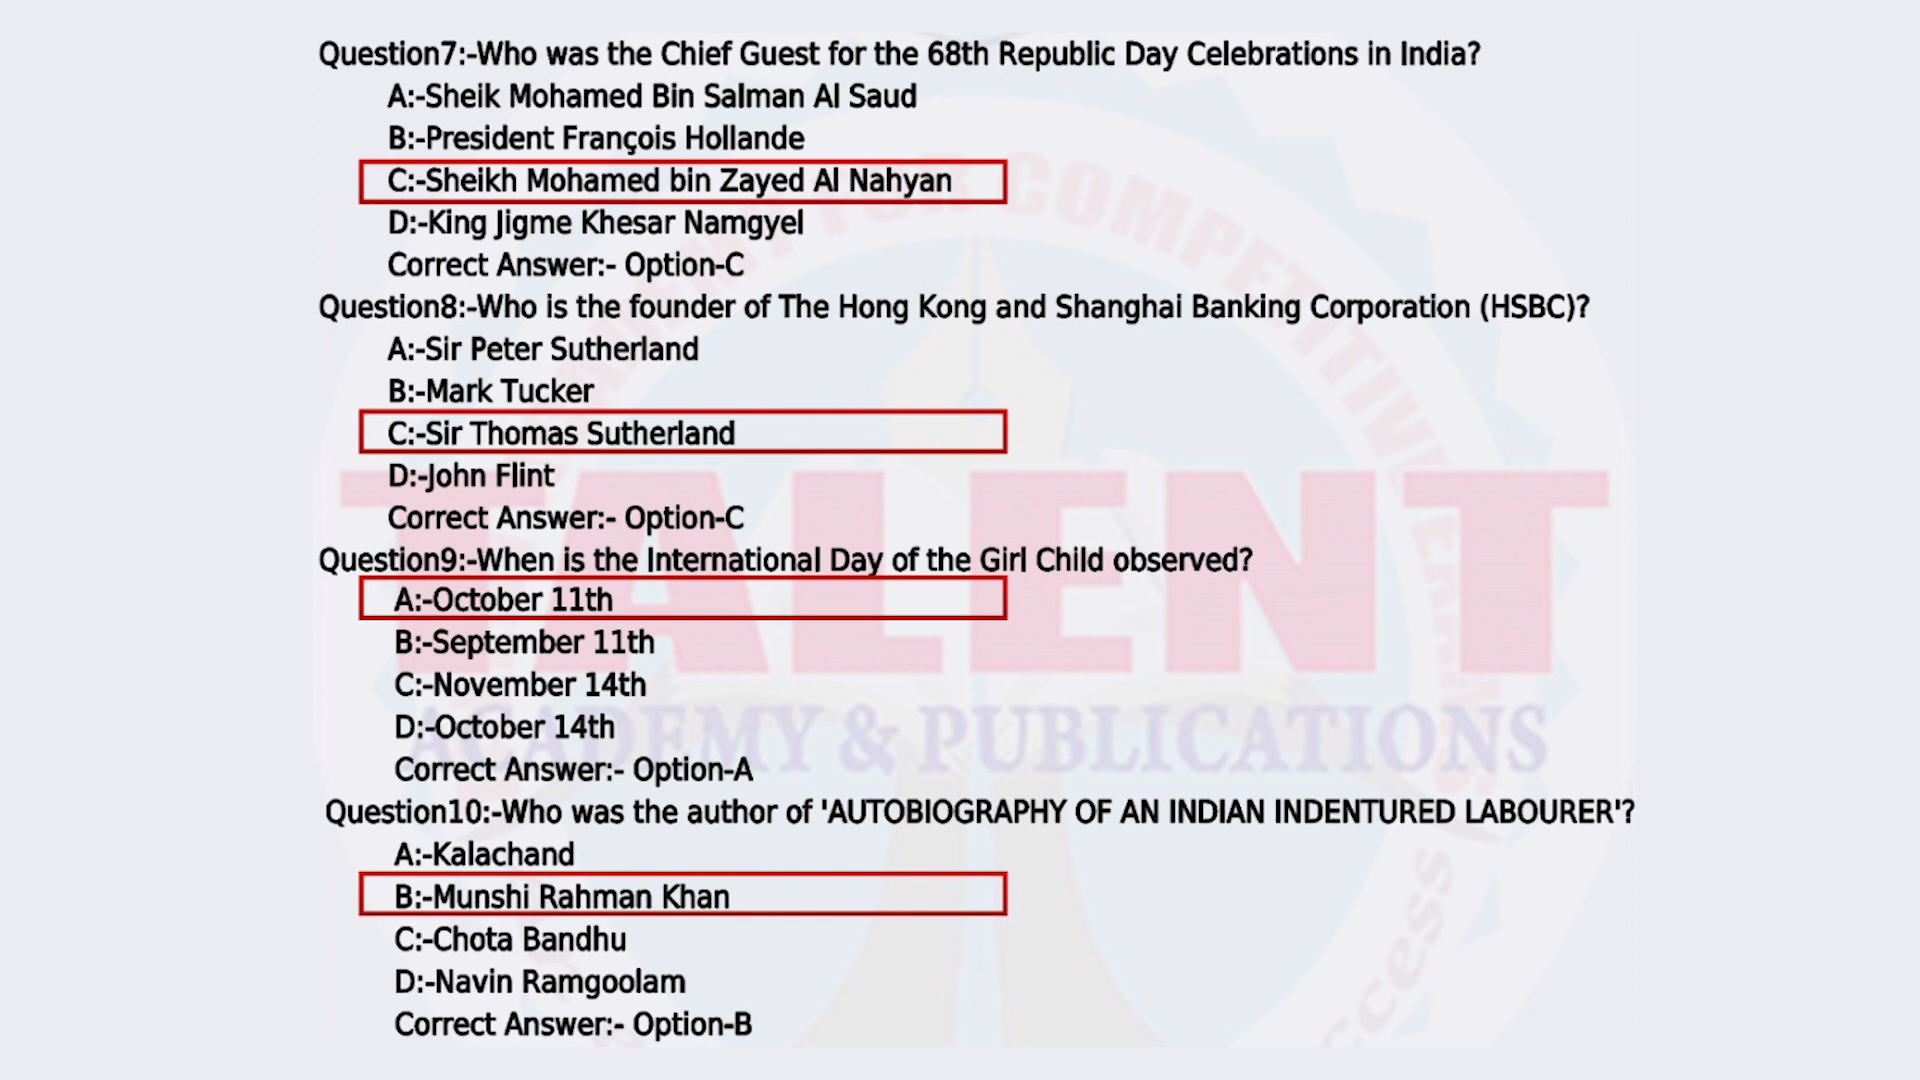 Question7:-Who was the Chief Guest for the 68th Republic Day Celebrations in India?
A:-Sheik Mohamed Bin Salman Al Saud
B:-President François Hollande
C:-Sheikh Mohamed bin Zayed Al Nahyan
D:-King Jigme Khesar Namgyel
Correct Answer:- Option-C
Question8:-Who is the founder of The Hong Kong and Shanghai Banking Corporation (HSBC)?
A:-Sir Peter Sutherland
B:-Mark Tucker
C:-Sir Thomas Sutherland
D:-John Flint
Correct Answer:- Option-C
Question9:-When is the International Day of the Girl Child observed?
A:-October 11th
B:-September 11th
C:-November 14th
D:-October 14th
Correct Answer:- Option-A
Question10:-Who was the author of 'AUTOBIOGRAPHY OF AN INDIAN INDENTURED LABOURER'?
A:-Kalachand
B:-Munshi Rahman Khan
C:-Chota Bandhu
D:-Navin Ramgoolam
Correct Answer:- Option-B
FOR COMPETITIVE EXAMS
TALENT
ACADEMY & PUBLICATIONS